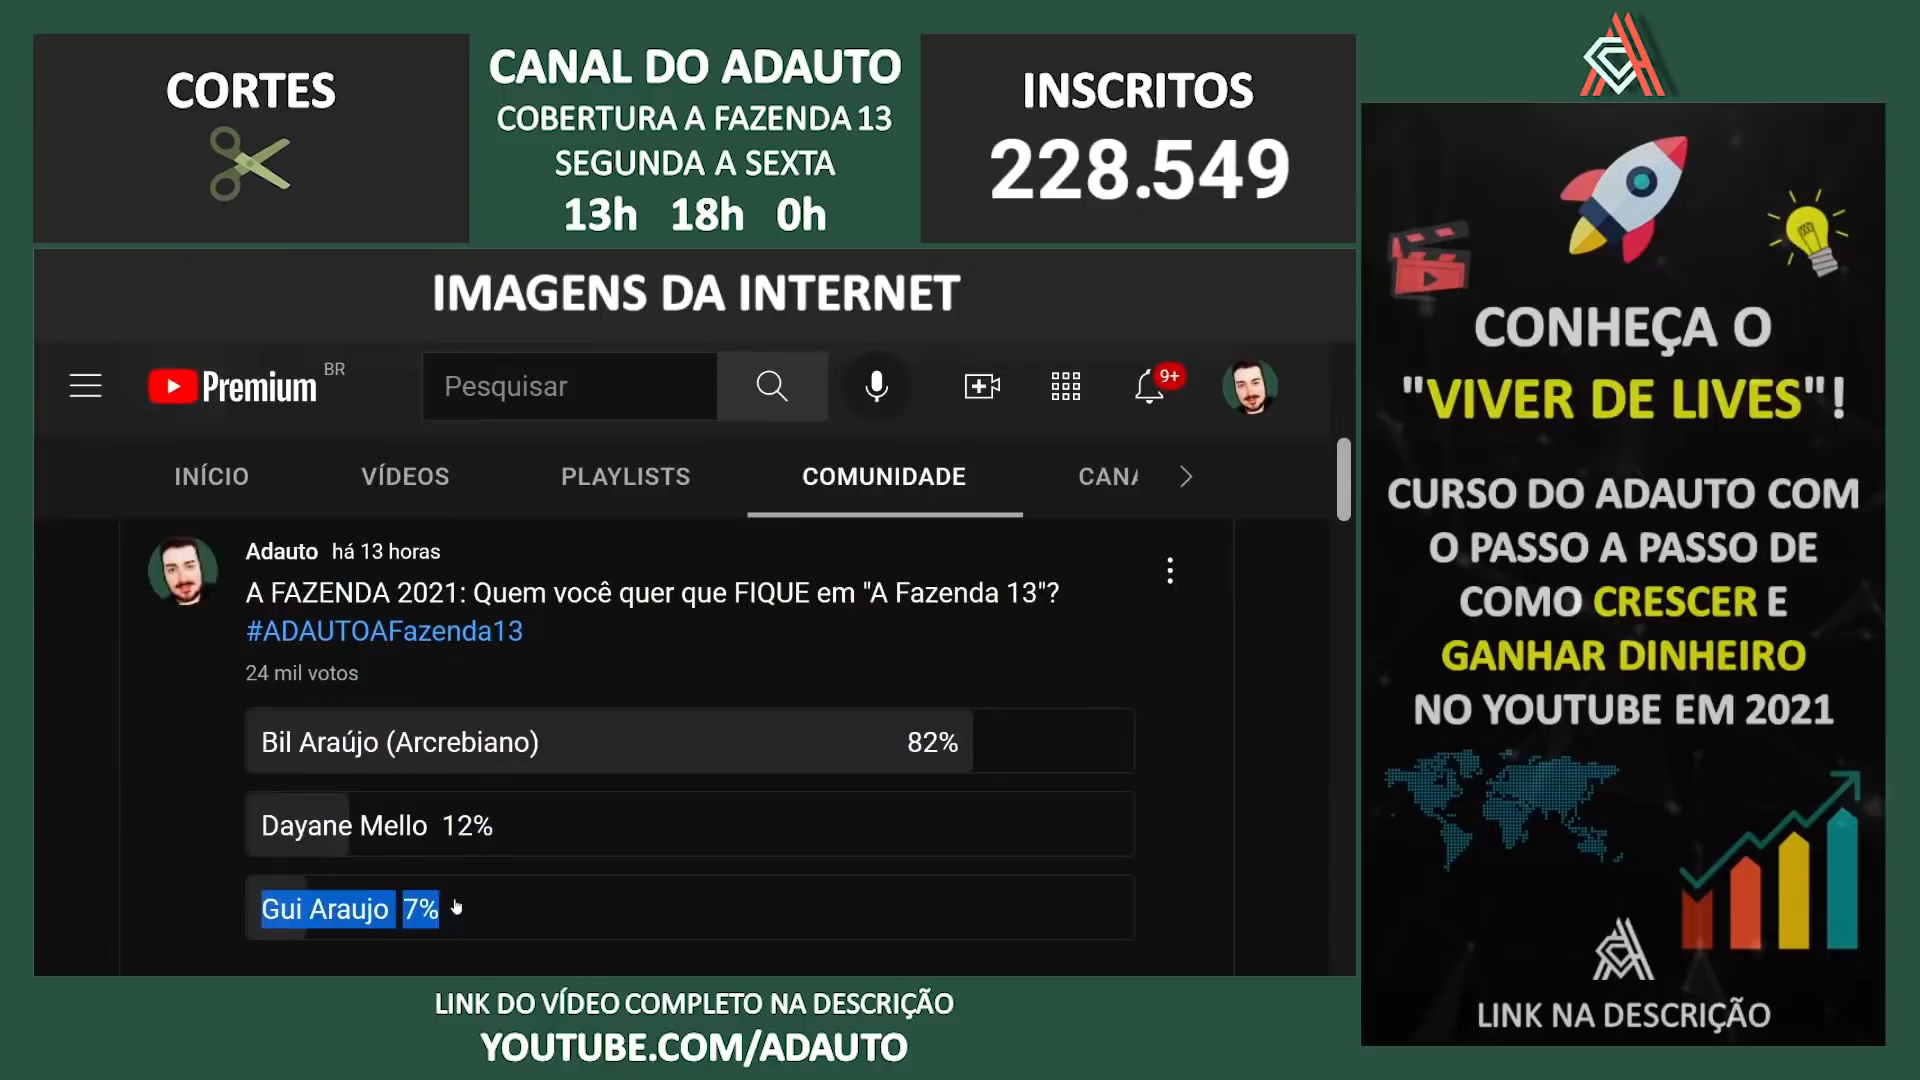 CORTES
CANAL DO ADAUTO
COBERTURA A FAZENDA 13
SEGUNDA A SEXTA
13h 18h 0h
INSCRITOS
228.549
IMAGENS DA INTERNET
Premium BR
Pesquisar
9+
INÍCIO VÍDEOS PLAYLISTS COMUNIDADE CANA
Adauto há 13 horas
A FAZENDA 2021: Quem você quer que FIQUE em "A Fazenda 13"?
#ADAUTOAFazenda13
24 mil votos
Bil Araújo (Arcrebiano) 82%
Dayane Mello 12%
Gui Araujo 7%
LINK DO VÍDEO COMPLETO NA DESCRIÇÃO
YOUTUBE.COM/ADAUTO
CONHEÇA O
"VIVER DE LIVES"!
CURSO DO ADAUTO COM
O PASSO A PASSO DE
COMO CRESCER E
GANHAR DINHEIRO
NO YOUTUBE EM 2021
LINK NA DESCRIÇÃO